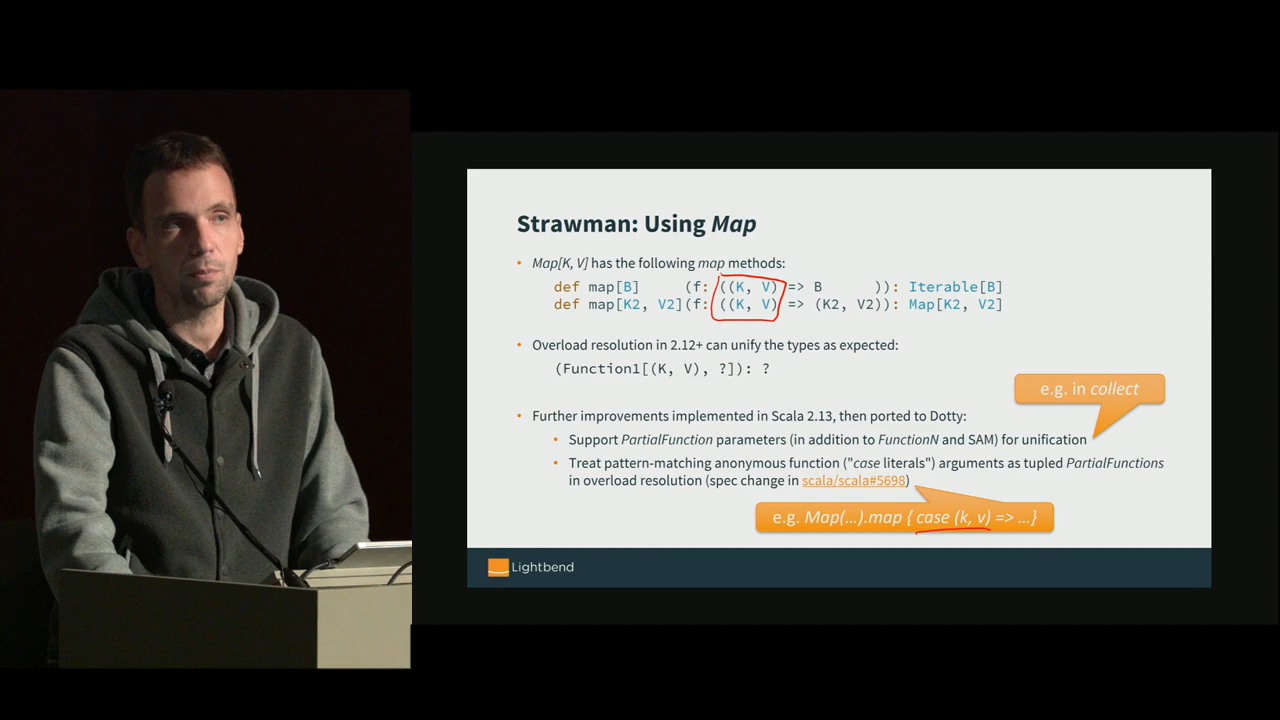 Strawman: Using Map
• Map[K, V] has the following map methods:
def map[B]     (f: ((K, V) => B      )): Iterable[B]
def map[K2, V2](f: ((K, V) => (K2, V2)): Map[K2, V2]
• Overload resolution in 2.12+ can unify the types as expected:
(Function1[(K, V), ?]): ?
e.g. in collect
• Further improvements implemented in Scala 2.13, then ported to Dotty:
• Support PartialFunction parameters (in addition to FunctionN and SAM) for unification
• Treat pattern-matching anonymous function ("case literals") arguments as tupled PartialFunctions
in overload resolution (spec change in scala/scala#5698)
e.g. Map(...).map { case (k, v) => ...}
Lightbend